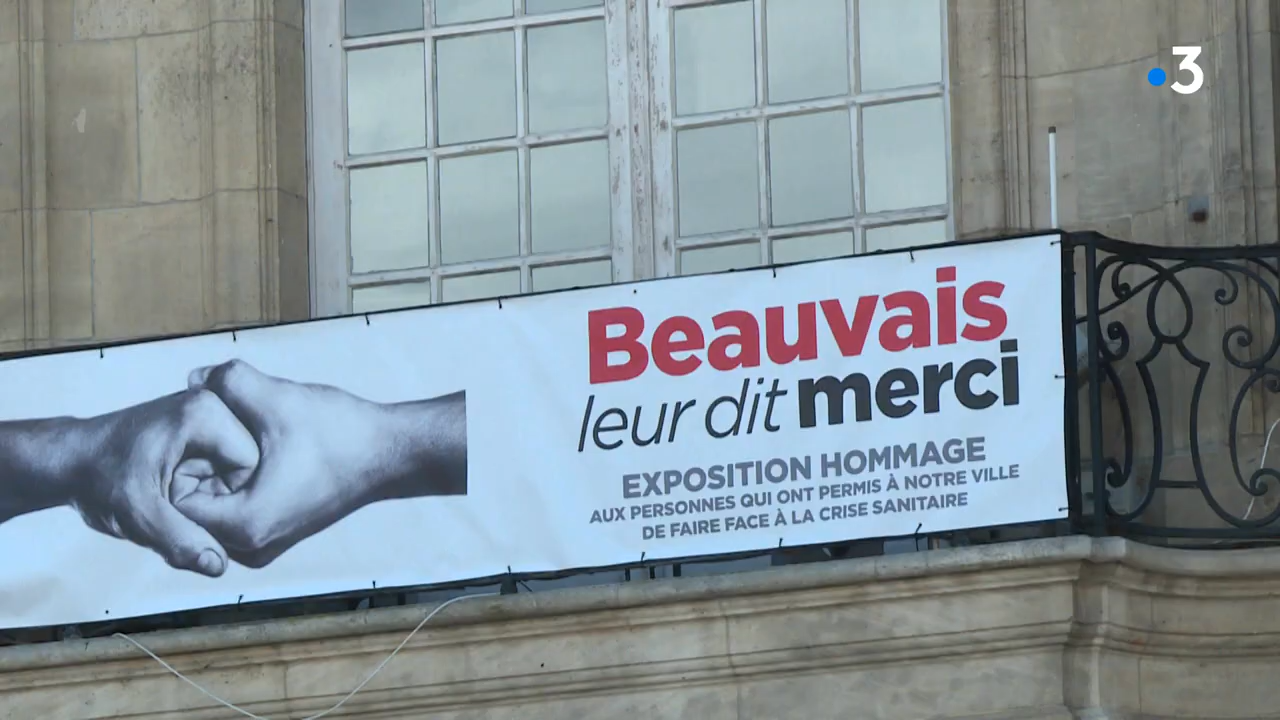 3
Beauvais
leur dit merci
EXPOSITION HOMMAGE
AUX PERSONNES QUI ONT PERMIS À NOTRE VILLE
DE FAIRE FACE À LA CRISE SANITAIRE